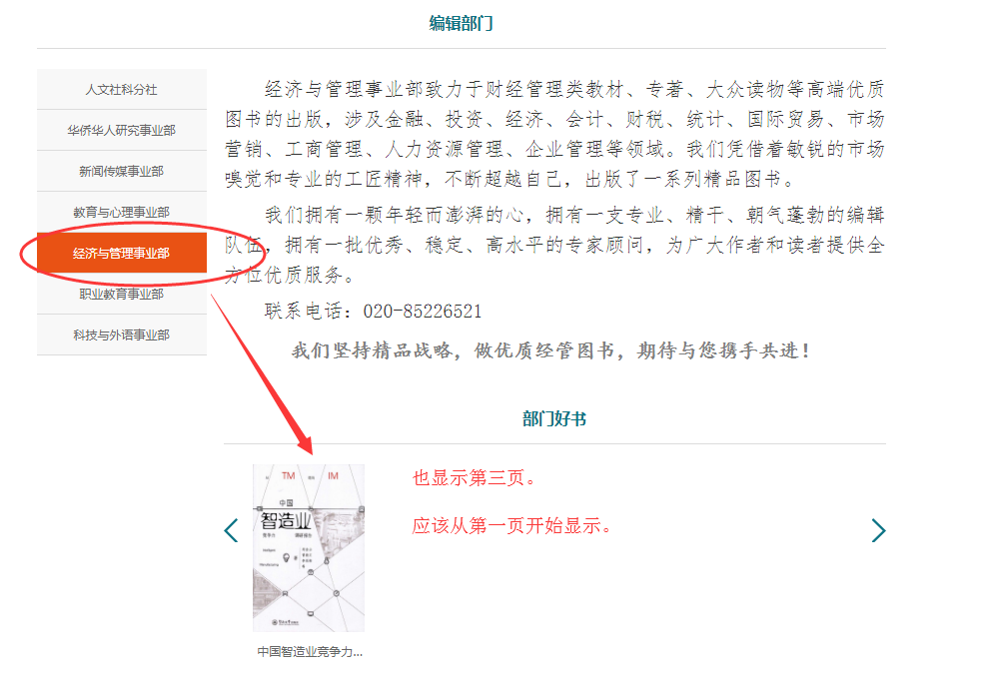 编辑部门
人文社科分社
华侨华人研究事业部
新闻传媒事业部
教育与心理事业部
经济与管理事业部
职业教育事业部
科技与外语事业部
经济与管理事业部致力于财经管理类教材、专著、大众读物等高端优质
图书的出版，涉及金融、投资、经济、会计、财税、统计、国际贸易、市场
营销、工商管理、人力资源管理、企业管理等领域。我们凭借着敏锐的市场
嗅觉和专业的工匠精神，不断超越自己，出版了一系列精品图书。
我们拥有一颗年轻而澎湃的心，拥有一支专业、精干、朝气蓬勃的编辑
队伍，拥有一批优秀、稳定、高水平的专家顾问，为广大作者和读者提供全
方位优质服务。
联系电话：020-85226521
我们坚持精品战略，做优质经管图书，期待与您携手共进！
部门好书
TM IM
中国
智造业
竞争力 调研报告
中国智造业竞争力...
也显示第三页。
应该从第一页开始显示。